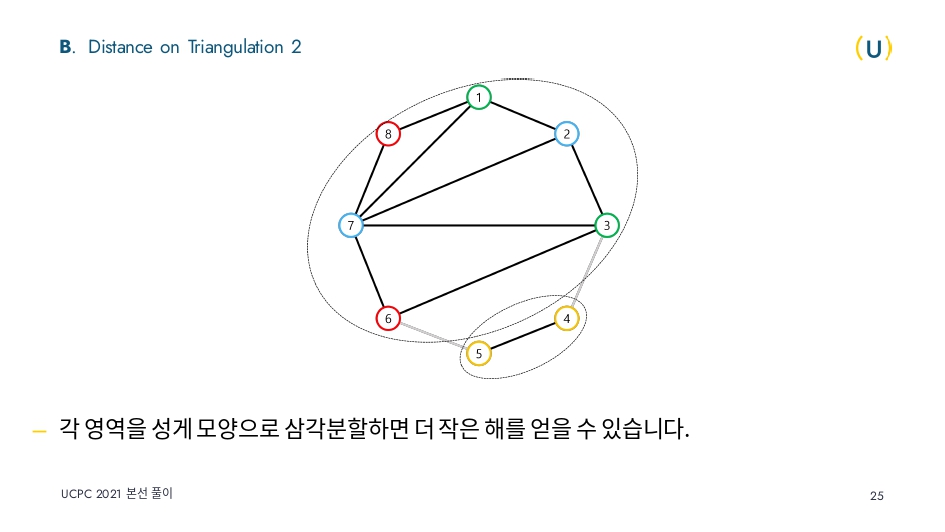 B. Distance on Triangulation 2
(U)
1
8
2
7
3
6
4
5
– 각 영역을 성게 모양으로 삼각분할하면 더 작은 해를 얻을 수 있습니다.
UCPC 2021 본선 풀이
25